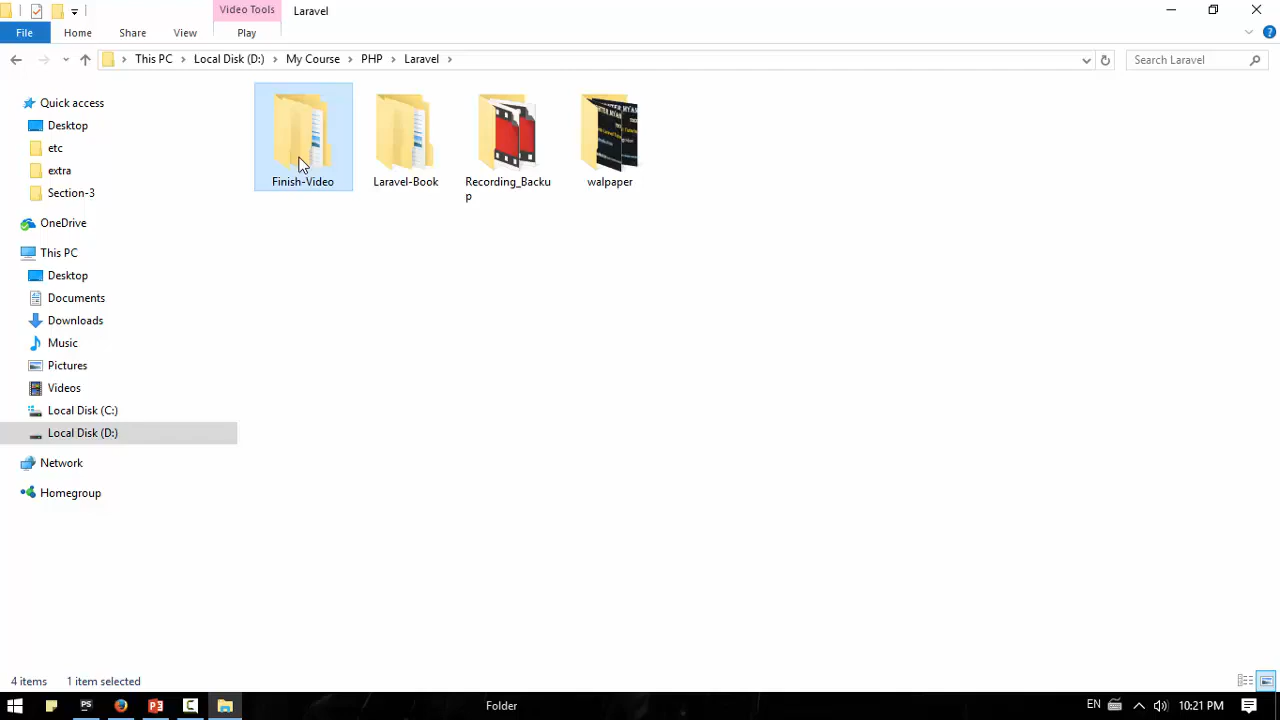 Video Tools
Laravel
File
Home
Share
View
Play
This PC
Local Disk (D:)
My Course
PHP
Laravel
Search Laravel
Quick access
Desktop
etc
extra
Section-3
OneDrive
This PC
Desktop
Documents
Downloads
Music
Pictures
Videos
Local Disk (C:)
Local Disk (D:)
Network
Homegroup
Finish-Video
Laravel-Book
Recording_Backu
p
walpaper
4 items
1 item selected
Folder
EN
10:21 PM